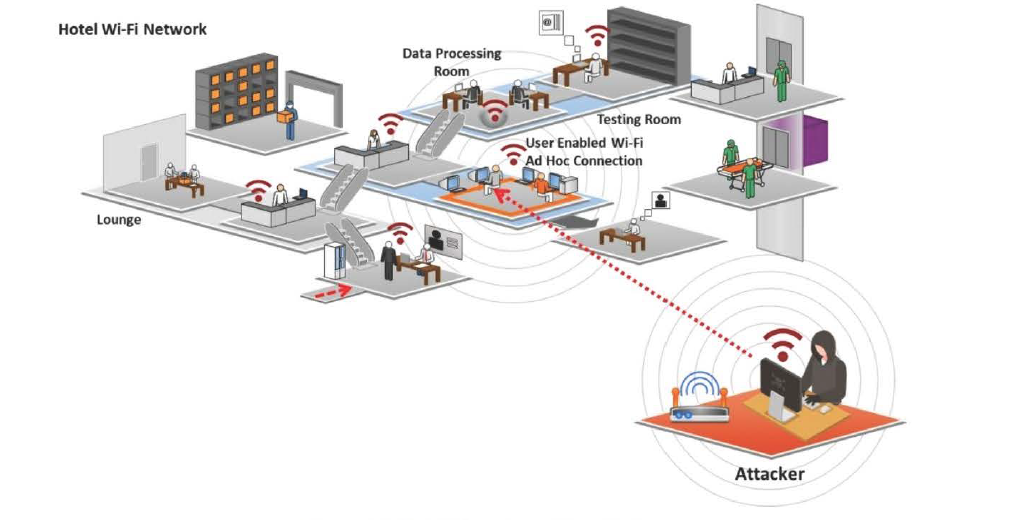 Hotel Wi-Fi Network
Data Processing
Room
Testing Room
User Enabled Wi-Fi
Ad Hoc Connection
Lounge
Attacker